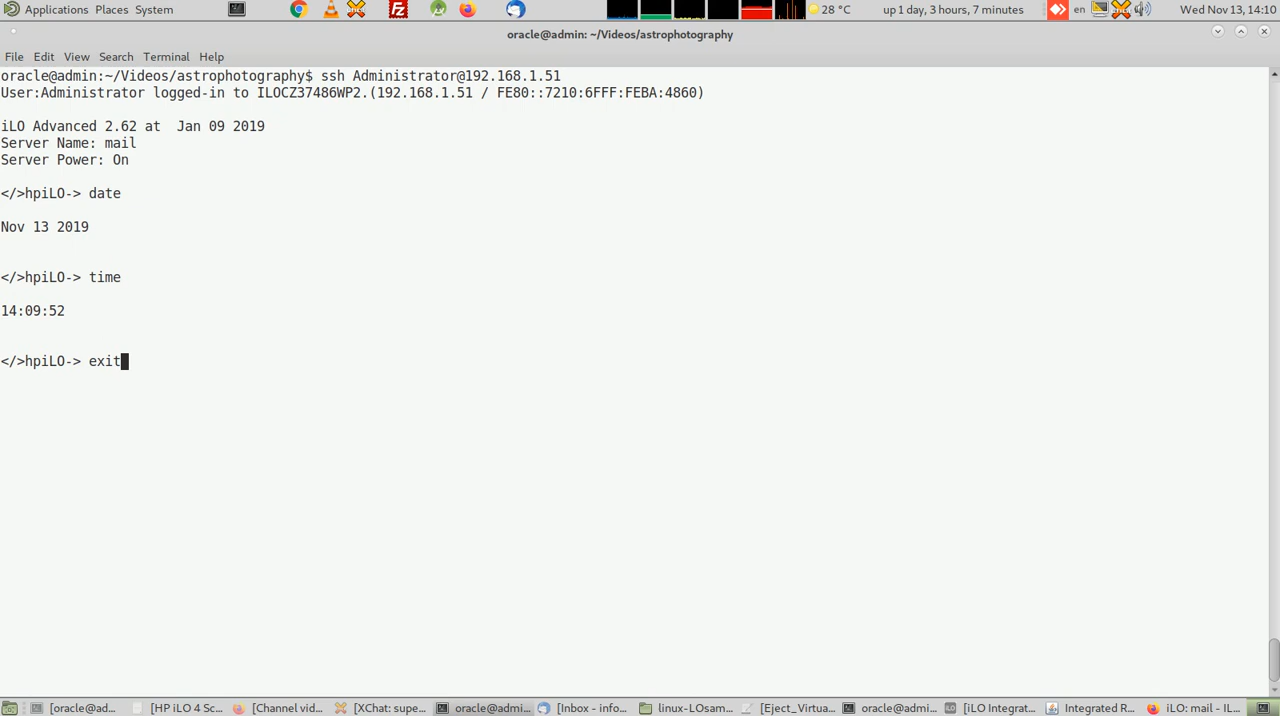 Applications Places System 28 °C up 1 day, 3 hours, 7 minutes en Wed Nov 13, 14:10
oracle@admin: ~/Videos/astrophotography
File Edit View Search Terminal Help
oracle@admin:~/Videos/astrophotography$ ssh Administrator@192.168.1.51
User:Administrator logged-in to ILOCZ37486WP2.(192.168.1.51 / FE80::7210:6FFF:FEBA:4860)
iLO Advanced 2.62 at  Jan 09 2019
Server Name: mail
Server Power: On
</>hpiLO-> date
Nov 13 2019
</>hpiLO-> time
14:09:52
</>hpiLO-> exit
[oracle@ad... [HP iLO 4 Sc... [Channel vid... [XChat: supe... oracle@admi... [Inbox - info... [linux-LOsam... [Eject_Virtua... oracle@admi... [iLO Integrat... Integrated R... iLO: mail - IL...